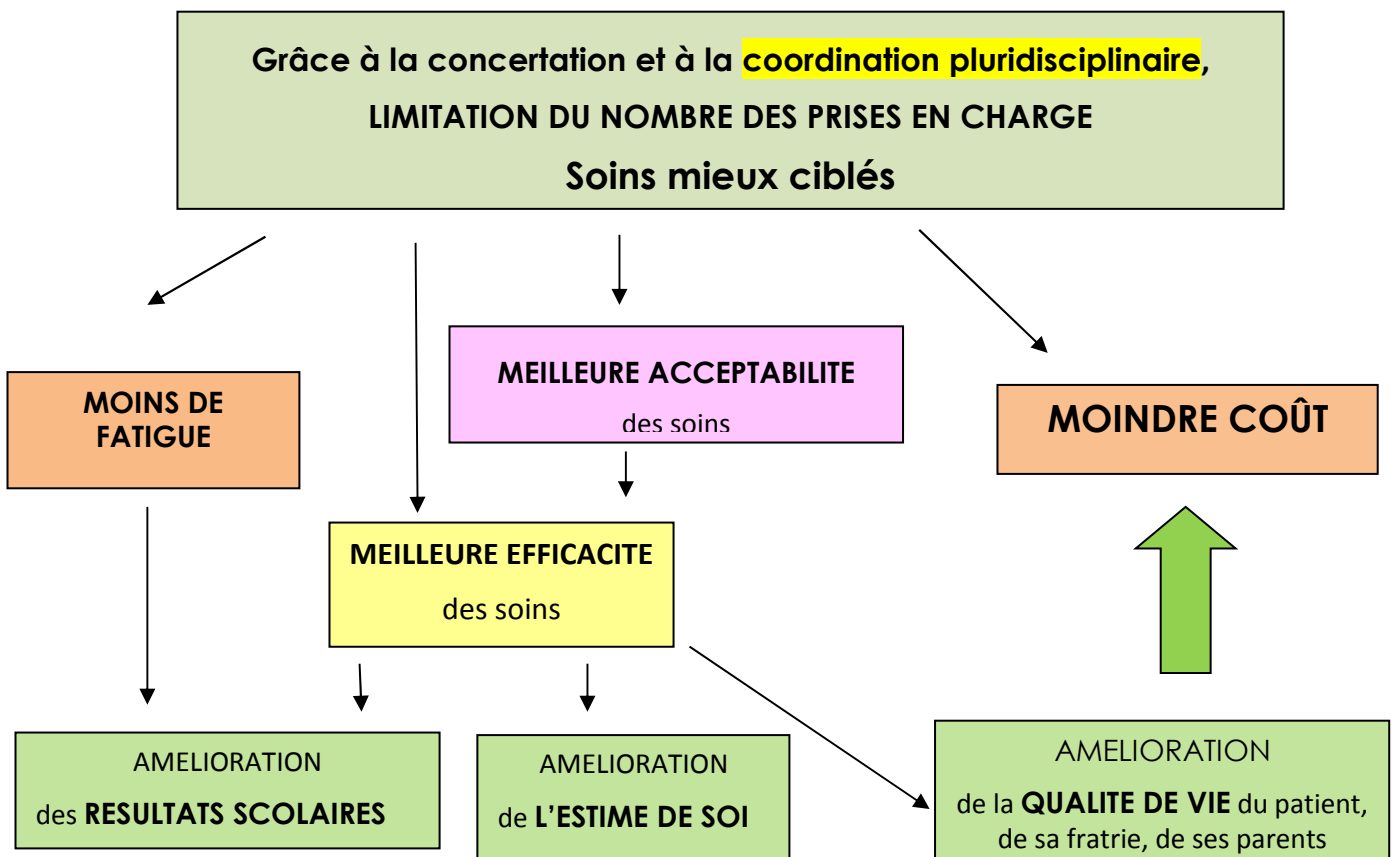 Grâce à la concertation et à la coordination pluridisciplinaire,
LIMITATION DU NOMBRE DES PRISES EN CHARGE
Soins mieux ciblés
MOINS DE
FATIGUE
MEILLEURE ACCEPTABILITE
des soins
MOINDRE COÛT
MEILLEURE EFFICACITE
des soins
AMELIORATION
des RESULTATS SCOLAIRES
AMELIORATION
de L'ESTIME DE SOI
AMELIORATION
de la QUALITE DE VIE du patient,
de sa fratrie, de ses parents